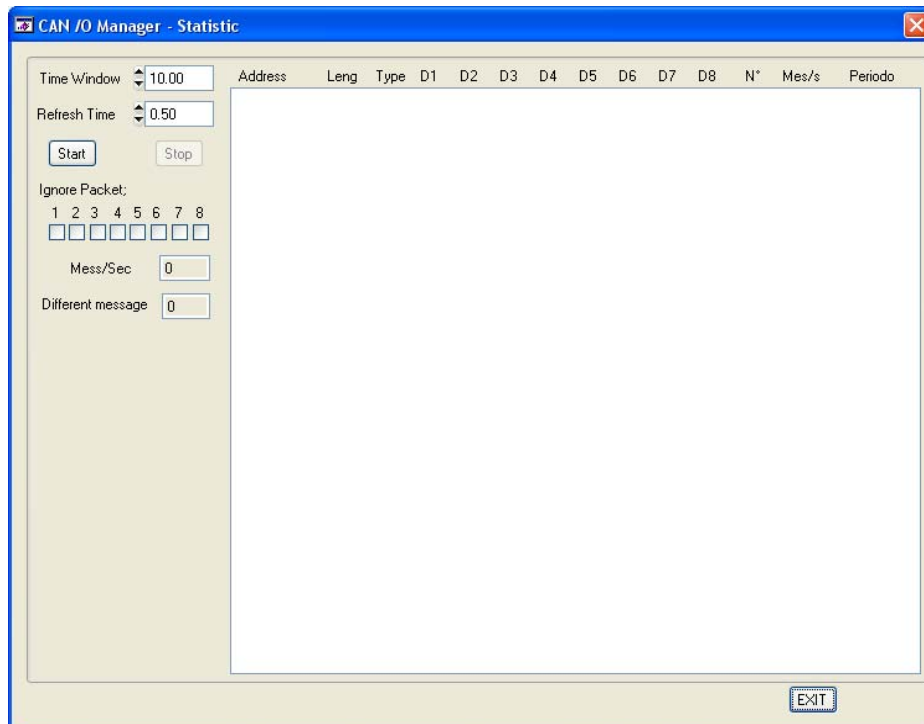 CAN /O Manager - Statistic
Time Window 10.00
Refresh Time 0.50
Start Stop
Ignore Packet;
1 2 3 4 5 6 7 8
Mess/Sec 0
Different message 0
Address Leng Type D1 D2 D3 D4 D5 D6 D7 D8 N° Mes/s Periodo
EXIT